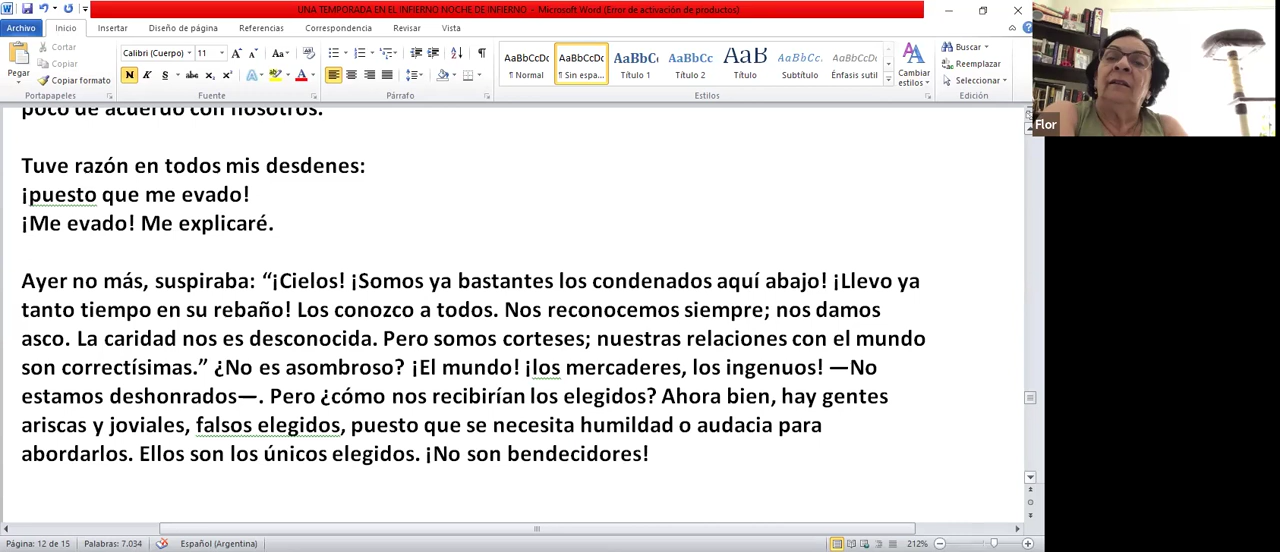 UNA TEMPORADA EN EL INFIERNO NOCHE DE INFIERNO - Microsoft Word (Error de activación de productos)
Archivo Inicio Insertar Diseño de página Referencias Correspondencia Revisar Vista
Cortar
Copiar
Copiar formato
Pegar
Portapapeles
Calibri (Cuerpo) 11
N K S abc x₂ x²
Fuente
Párrafo
AaBbCcDc AaBbCcDc AaBbC AaBbCc AaB AaBbCc. AaBbCcDc
¶ Normal ¶ Sin espa... Título 1 Título 2 Título Subtítulo Énfasis sutil
Estilos
Cambiar estilos
Buscar
Reemplazar
Seleccionar
Edición
Flor
poco de acuerdo con nosotros.
Tuve razón en todos mis desdenes:
¡puesto que me evado!
¡Me evado! Me explicaré.
Ayer no más, suspiraba: “¡Cielos! ¡Somos ya bastantes los condenados aquí abajo! ¡Llevo ya
tanto tiempo en su rebaño! Los conozco a todos. Nos reconocemos siempre; nos damos
asco. La caridad nos es desconocida. Pero somos corteses; nuestras relaciones con el mundo
son correctísimas.” ¿No es asombroso? ¡El mundo! ¡los mercaderes, los ingenuos! —No
estamos deshonrados—. Pero ¿cómo nos recibirían los elegidos? Ahora bien, hay gentes
ariscas y joviales, falsos elegidos, puesto que se necesita humildad o audacia para
abordarlos. Ellos son los únicos elegidos. ¡No son bendecidores!
Página: 12 de 15 Palabras: 7.034 Español (Argentina) 212%